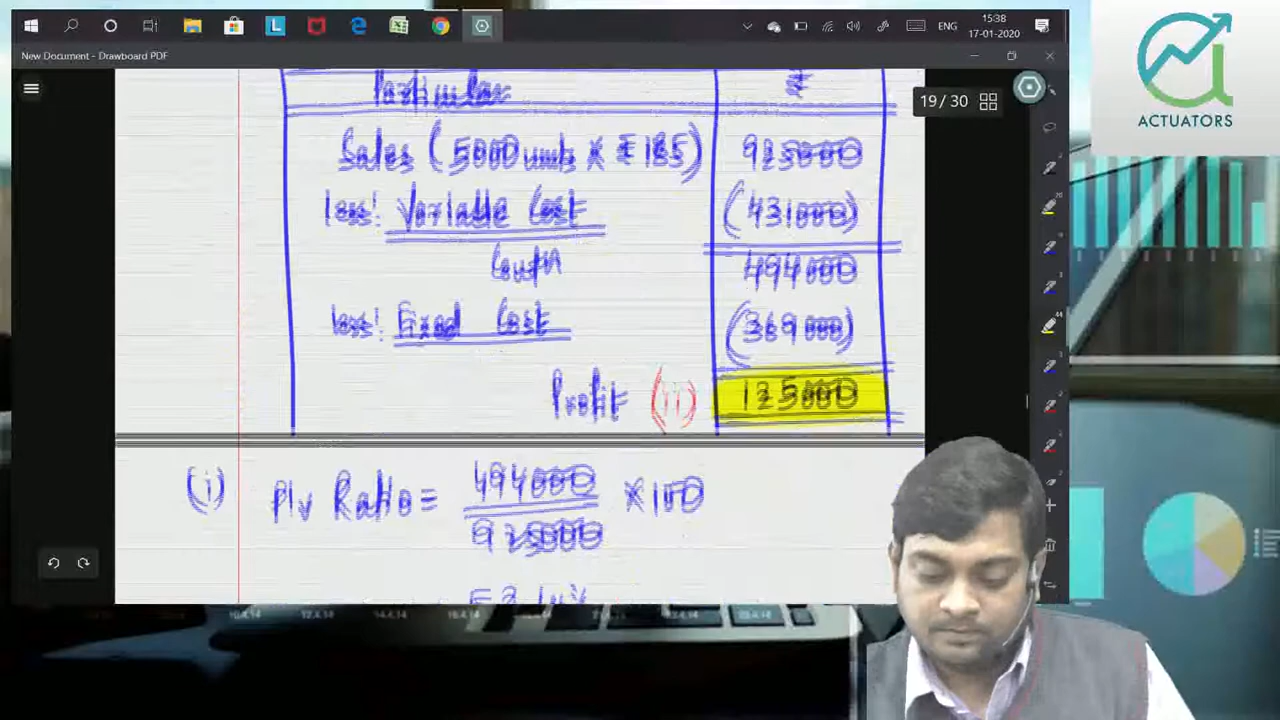 ENG
15:38
17-01-2020
New Document - Drawboard PDF
ACTUATORS
19 / 30
Particular ₹
Sales (5000 units × ₹ 185) 925000
less: Variable Cost (431000)
Contn 494000
less: Fixed Cost (369000)
Profit (ii) 125000
(i) P/v Ratio = 494000 × 100
925000